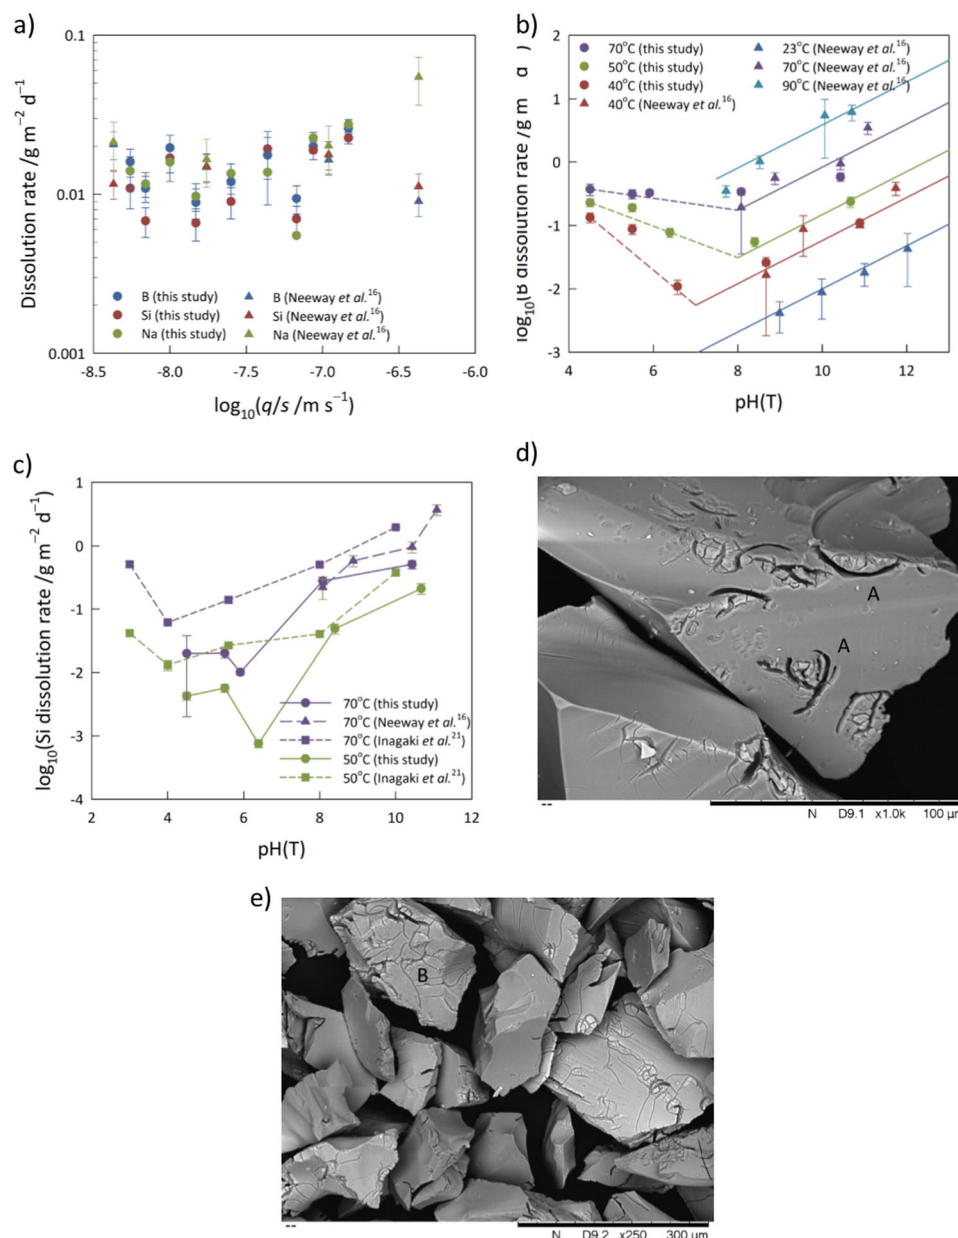 a)
0.1
0.01
0.001
Dissolution rate /g m⁻² d⁻¹
B (this study)
Si (this study)
Na (this study)
B (Neeway et al.¹⁶)
Si (Neeway et al.¹⁶)
Na (Neeway et al.¹⁶)
-8.5 -8.0 -7.5 -7.0 -6.5 -6.0
log₁₀(q/s /m s⁻¹)
b)
2
1
0
-1
-2
-3
log₁₀(B dissolution rate /g m d )
70°C (this study)
50°C (this study)
40°C (this study)
40°C (Neeway et al.¹⁶)
23°C (Neeway et al.¹⁶)
70°C (Neeway et al.¹⁶)
90°C (Neeway et al.¹⁶)
4 6 8 10 12
pH(T)
c)
1
0
-1
-2
-3
-4
log₁₀(Si dissolution rate /g m⁻² d⁻¹)
70°C (this study)
70°C (Neeway et al.¹⁶)
70°C (Inagaki et al.²¹)
50°C (this study)
50°C (Inagaki et al.²¹)
2 4 6 8 10 12
pH(T)
d)
A
A
--
N D9.1 x1.0k 100 µm
e)
B
--
N D9.2 x250 300 µm